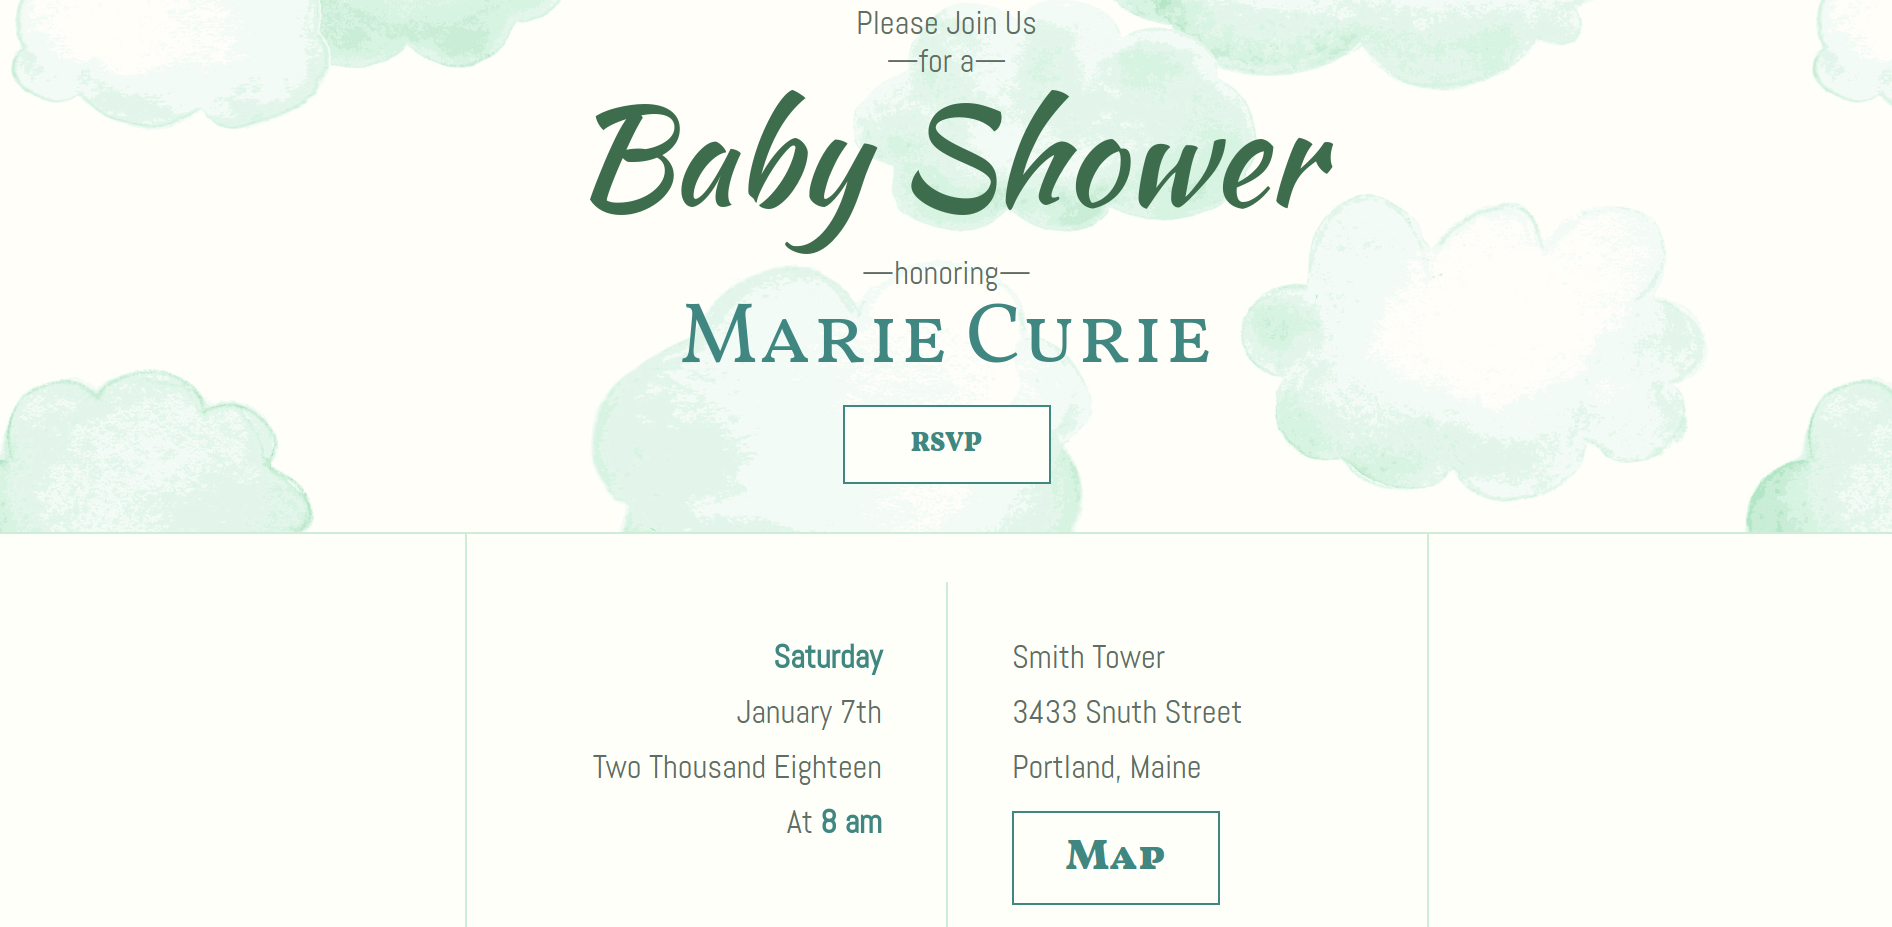 Please Join Us
—for a—
Baby Shower
—honoring—
Marie Curie
RSVP
Saturday
January 7th
Two Thousand Eighteen
At 8 am
Smith Tower
3433 Snuth Street
Portland, Maine
Map